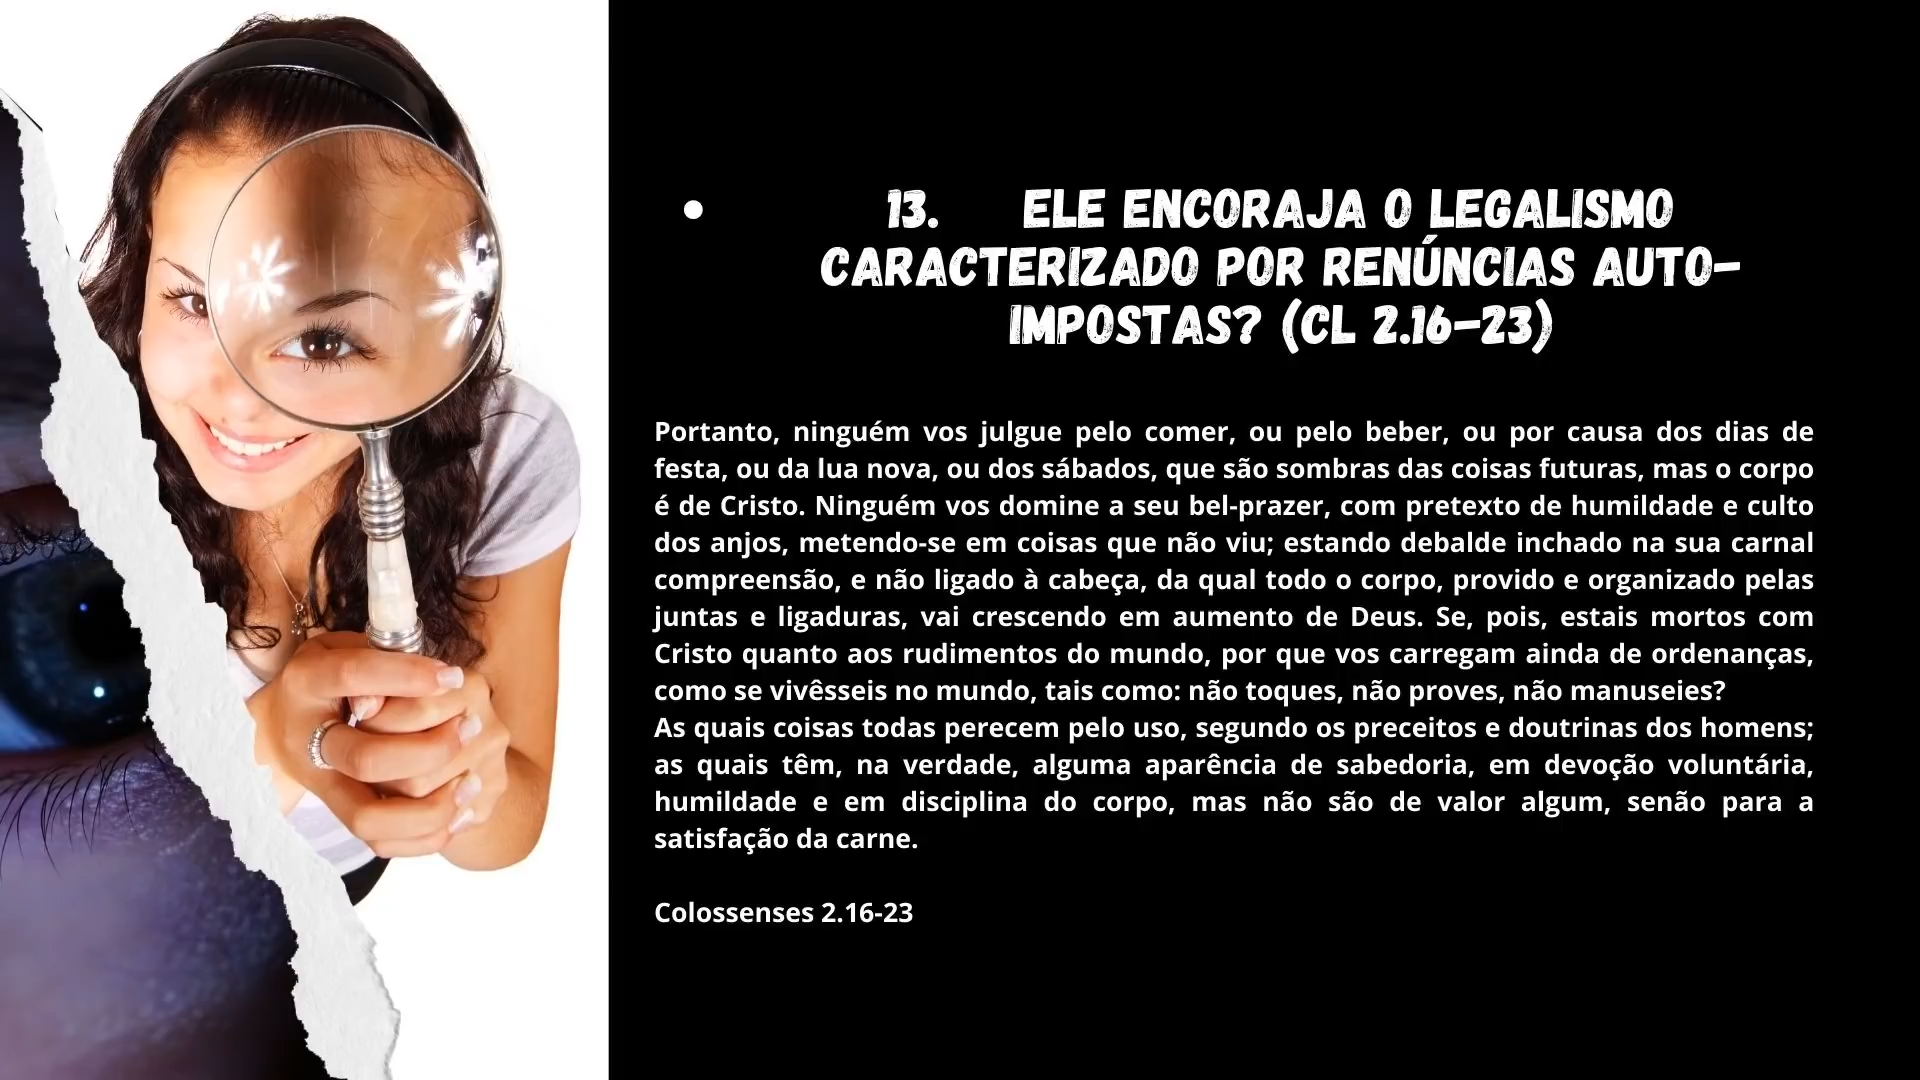 • 13. ELE ENCORAJA O LEGALISMO
CARACTERIZADO POR RENÚNCIAS AUTO-
IMPOSTAS? (CL 2.16-23)
Portanto, ninguém vos julgue pelo comer, ou pelo beber, ou por causa dos dias de
festa, ou da lua nova, ou dos sábados, que são sombras das coisas futuras, mas o corpo
é de Cristo. Ninguém vos domine a seu bel-prazer, com pretexto de humildade e culto
dos anjos, metendo-se em coisas que não viu; estando debalde inchado na sua carnal
compreensão, e não ligado à cabeça, da qual todo o corpo, provido e organizado pelas
juntas e ligaduras, vai crescendo em aumento de Deus. Se, pois, estais mortos com
Cristo quanto aos rudimentos do mundo, por que vos carregam ainda de ordenanças,
como se vivêsseis no mundo, tais como: não toques, não proves, não manuseies?
As quais coisas todas perecem pelo uso, segundo os preceitos e doutrinas dos homens;
as quais têm, na verdade, alguma aparência de sabedoria, em devoção voluntária,
humildade e em disciplina do corpo, mas não são de valor algum, senão para a
satisfação da carne.
Colossenses 2.16-23